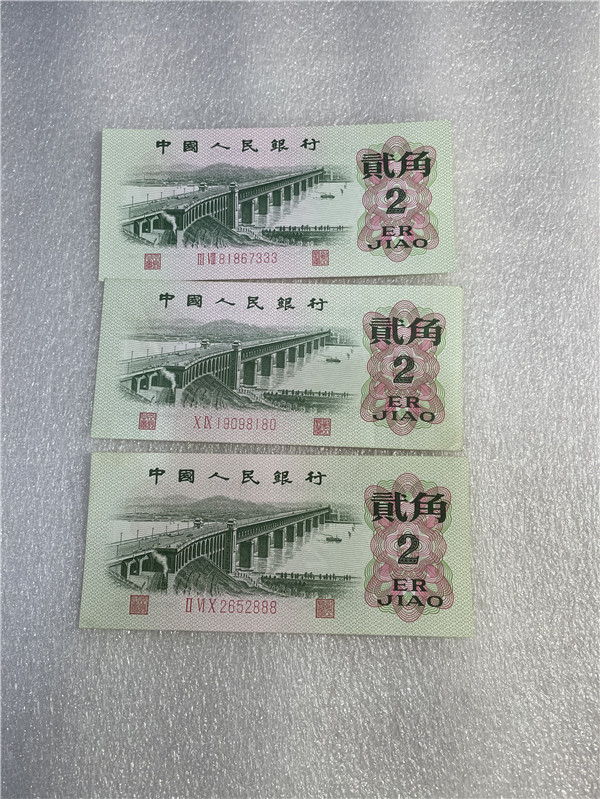 中國人民銀行
貳角
2
ER
JIAO
III VIII 81867333
中國人民銀行
貳角
2
ER
JIAO
X IX 19098180
中國人民銀行
貳角
2
ER
JIAO
II VI X 2652888